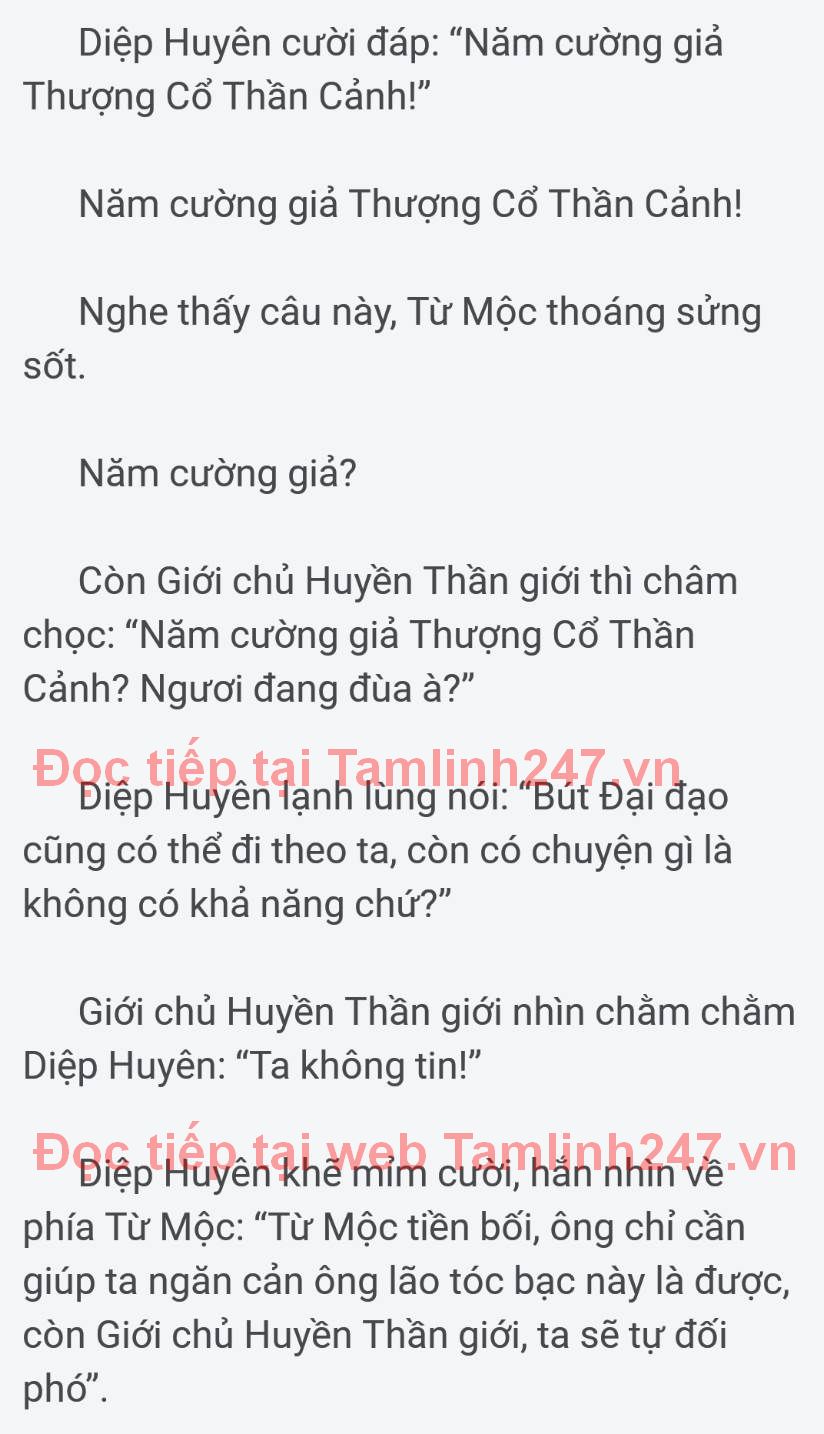 Diệp Huyên cười đáp: “Năm cường giả
Thượng Cổ Thần Cảnh!”
Năm cường giả Thượng Cổ Thần Cảnh!
Nghe thấy câu này, Từ Mộc thoáng sửng
sốt.
Năm cường giả?
Còn Giới chủ Huyền Thần giới thì châm
chọc: “Năm cường giả Thượng Cổ Thần
Cảnh? Ngươi đang đùa à?”
Đọc tiếp tại Tamlinh247.vn
Diệp Huyên lạnh lùng nói: “Bút Đại đạo
cũng có thể đi theo ta, còn có chuyện gì là
không có khả năng chứ?”
Giới chủ Huyền Thần giới nhìn chằm chằm
Diệp Huyên: “Ta không tin!”
Đọc tiếp tại web Tamlinh247.vn
Diệp Huyên khẽ mỉm cười, hắn nhìn về
phía Từ Mộc: “Từ Mộc tiền bối, ông chỉ cần
giúp ta ngăn cản ông lão tóc bạc này là được,
còn Giới chủ Huyền Thần giới, ta sẽ tự đối
phó”.